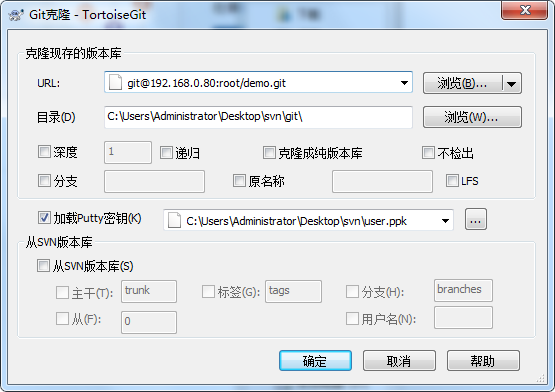 下载
Git克隆 - TortoiseGit
克隆现存的版本库
URL: git@192.168.0.80:root/demo.git 浏览(B)...
目录(D) C:\Users\Administrator\Desktop\svn\git\ 浏览(W)...
深度 1 递归 克隆成纯版本库 不检出
分支 原名称 LFS
加载Putty密钥(K) C:\Users\Administrator\Desktop\svn\user.ppk ...
从SVN版本库
从SVN版本库(S)
主干(T): trunk 标签(G): tags 分支(H): branches
从(F): 0 用户名(N):
确定 取消 帮助